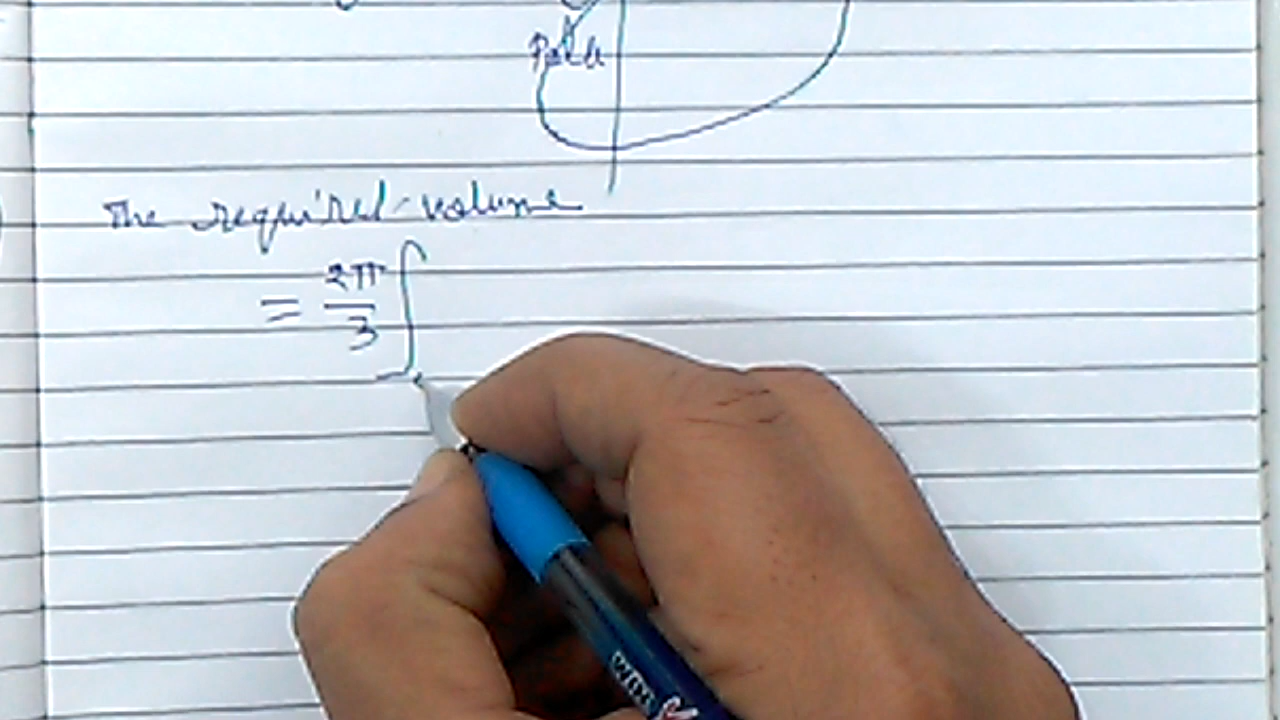 Pole
The required volume
= 2π/3 ∫